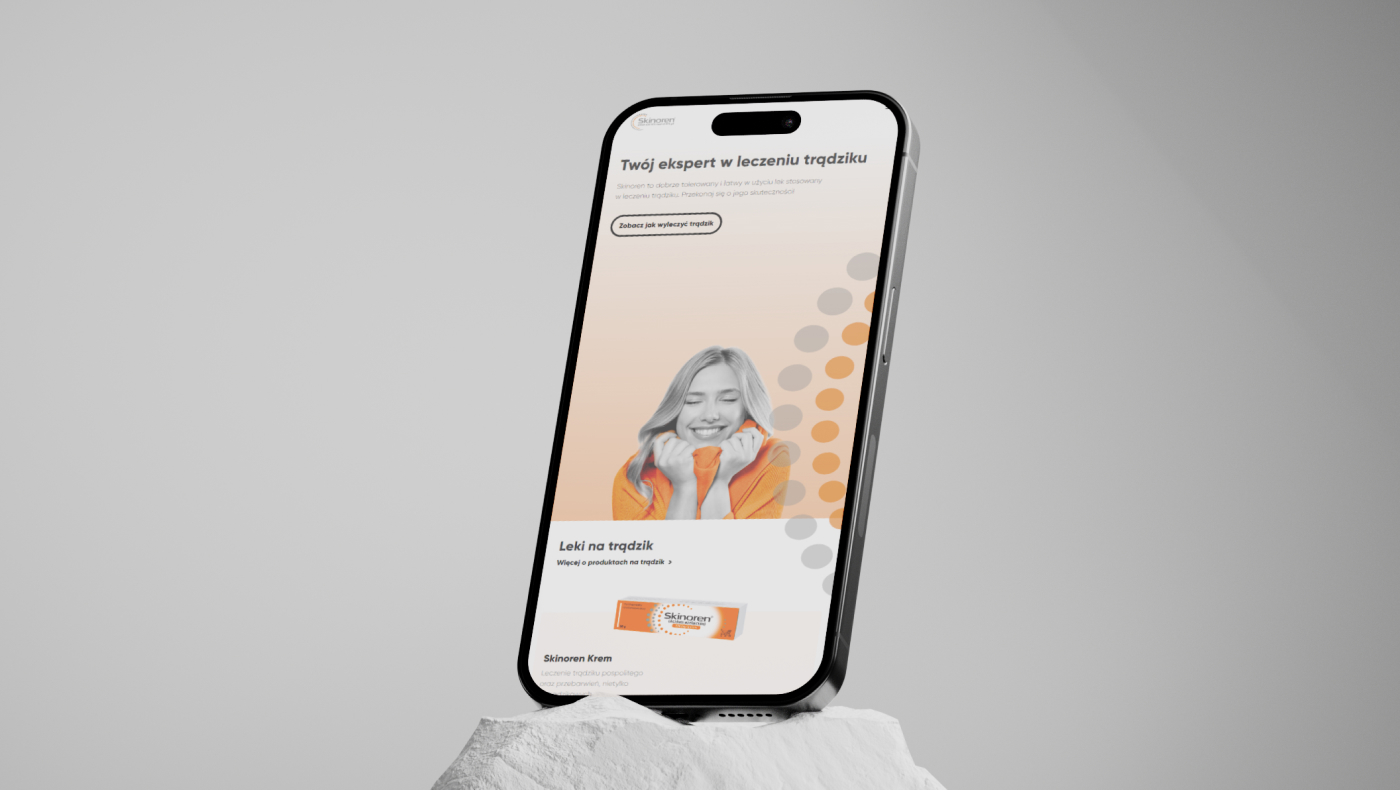 Skinoren
Twój ekspert w leczeniu trądziku
Skinoren to dobrze tolerowany i łatwy w użyciu lek stosowany
w leczeniu trądziku. Przekonaj się o jego skuteczności!
Zobacz jak wyleczyć trądzik
Leki na trądzik
Więcej o produktach na trądzik >
Skinoren®
Skinoren Krem
Leczenie trądziku pospolitego
oraz przebarwień, nietylko